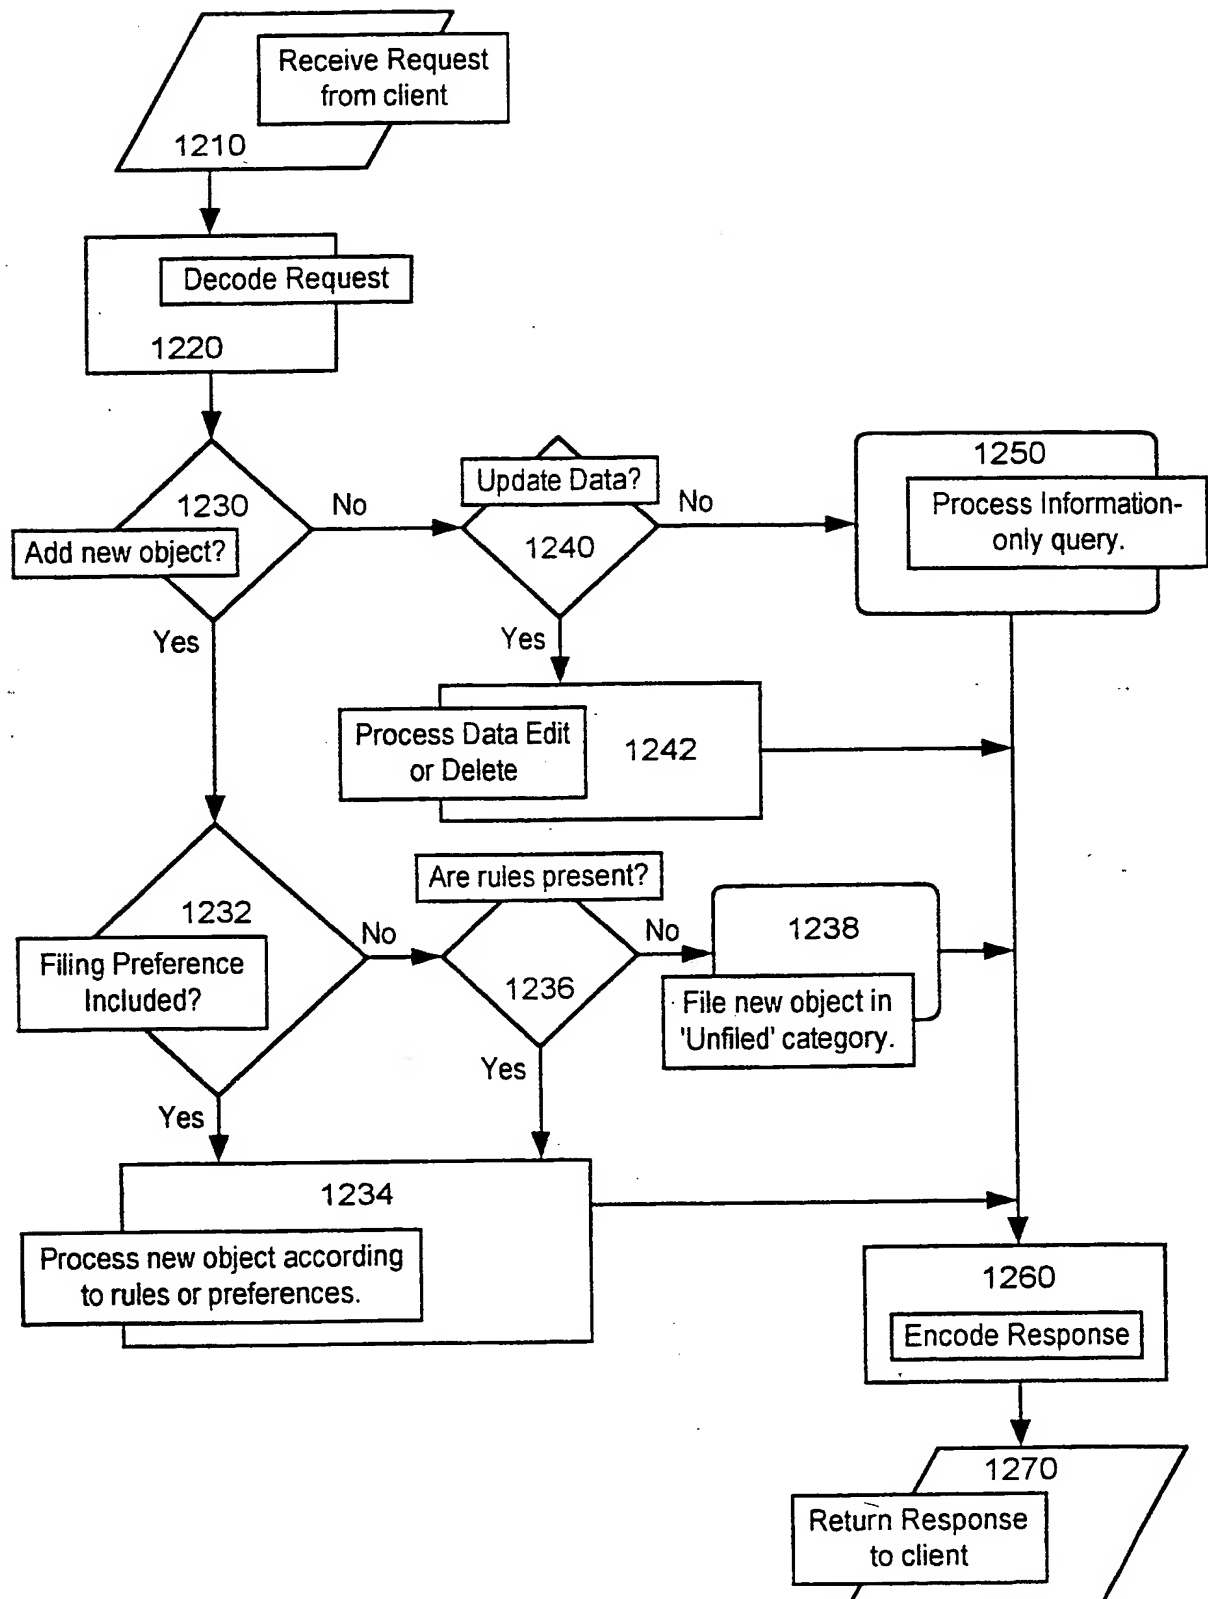 Receive Request
from client
1210
Decode Request
1220
1230
Add new object?
No
Yes
Update Data?
1240
No
Yes
1250
Process Information-
only query.
Process Data Edit
or Delete
1242
1232
Filing Preference
Included?
No
Yes
Are rules present?
1236
No
Yes
1238
File new object in
'Unfiled' category.
1234
Process new object according
to rules or preferences.
1260
Encode Response
1270
Return Response
to client